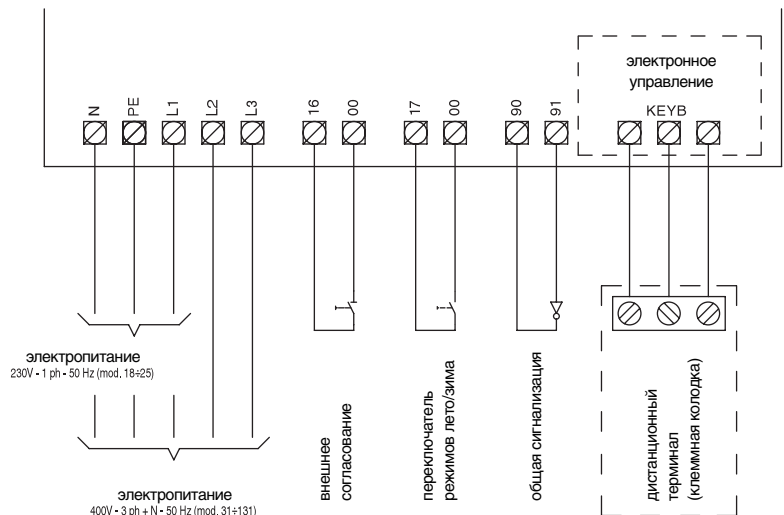 электронное
управление
KEYB
N PE L1 L2 L3 16 00 17 00 90 91
электропитание
230V - 1 ph - 50 Hz (mod. 18÷25)
электропитание
400V - 3 ph + N - 50 Hz (mod. 31÷131)
внешнее
согласование
переключатель
режимов лето/зима
общая сигнализация
дистанционный
терминал
(клеммная колодка)